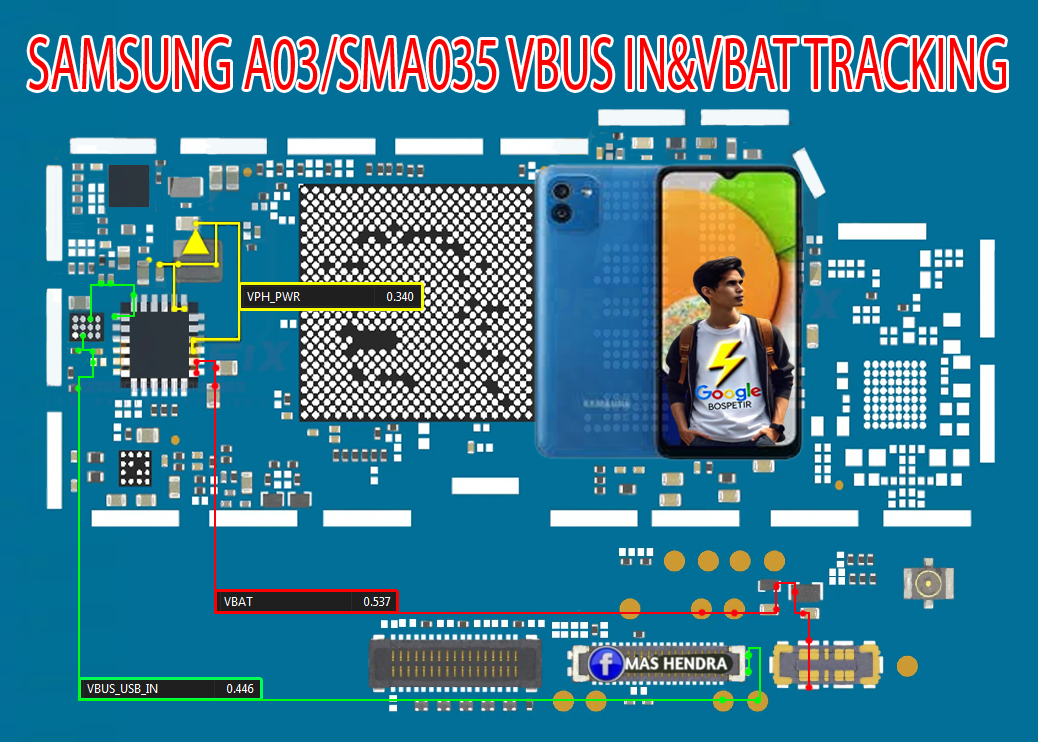 SAMSUNG A03/SMA035 VBUS IN&VBAT TRACKING
VPH_PWR 0.340
Google
BOSPETIR
SAMSUNG
VBAT 0.537
f MAS HENDRA
VBUS_USB_IN 0.446